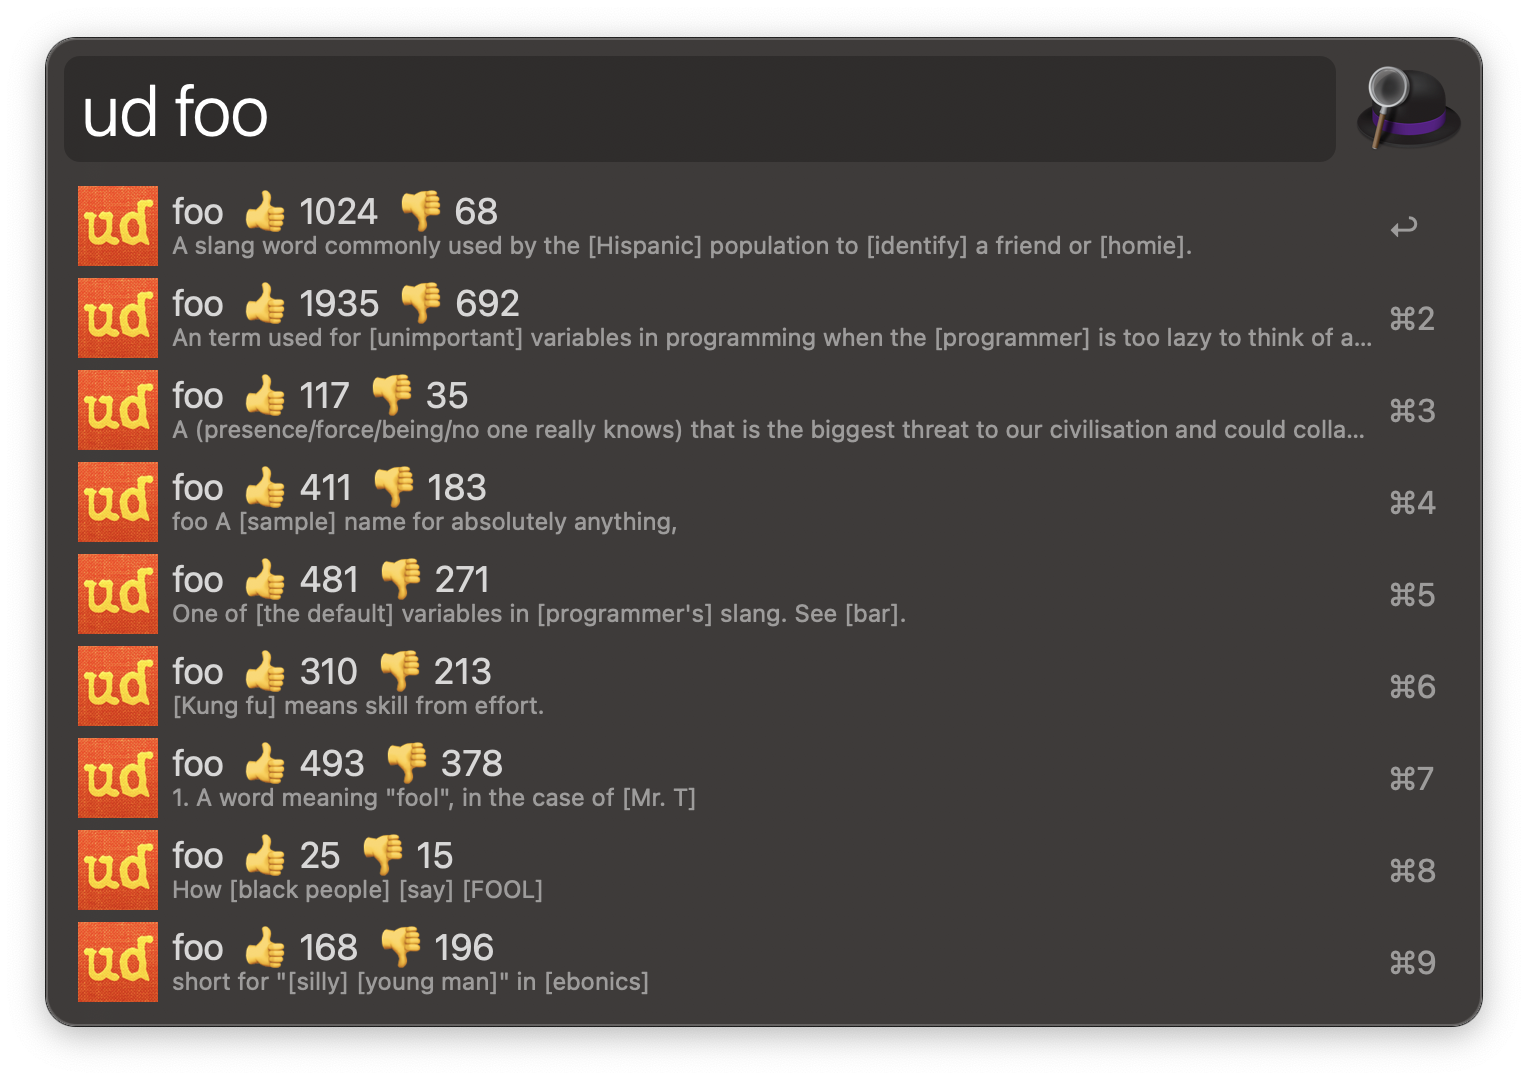 ud foo
ud foo 👍 1024 👎 68 ↩
A slang word commonly used by the [Hispanic] population to [identify] a friend or [homie].
ud foo 👍 1935 👎 692 ⌘2
An term used for [unimportant] variables in programming when the [programmer] is too lazy to think of a...
ud foo 👍 117 👎 35 ⌘3
A (presence/force/being/no one really knows) that is the biggest threat to our civilisation and could colla...
ud foo 👍 411 👎 183 ⌘4
foo A [sample] name for absolutely anything,
ud foo 👍 481 👎 271 ⌘5
One of [the default] variables in [programmer's] slang. See [bar].
ud foo 👍 310 👎 213 ⌘6
[Kung fu] means skill from effort.
ud foo 👍 493 👎 378 ⌘7
1. A word meaning "fool", in the case of [Mr. T]
ud foo 👍 25 👎 15 ⌘8
How [black people] [say] [FOOL]
ud foo 👍 168 👎 196 ⌘9
short for "[silly] [young man]" in [ebonics]